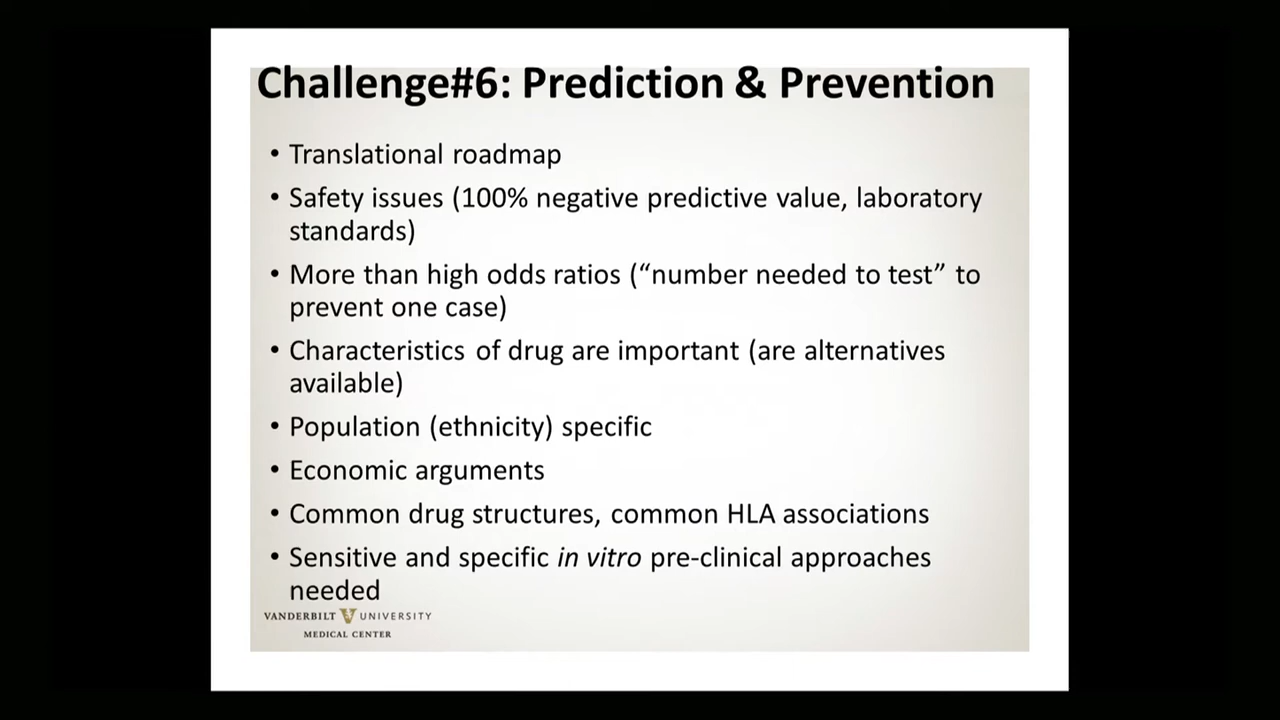 Challenge#6: Prediction & Prevention
• Translational roadmap
• Safety issues (100% negative predictive value, laboratory
standards)
• More than high odds ratios (“number needed to test” to
prevent one case)
• Characteristics of drug are important (are alternatives
available)
• Population (ethnicity) specific
• Economic arguments
• Common drug structures, common HLA associations
• Sensitive and specific in vitro pre-clinical approaches
needed
VANDERBILT V UNIVERSITY
MEDICAL CENTER